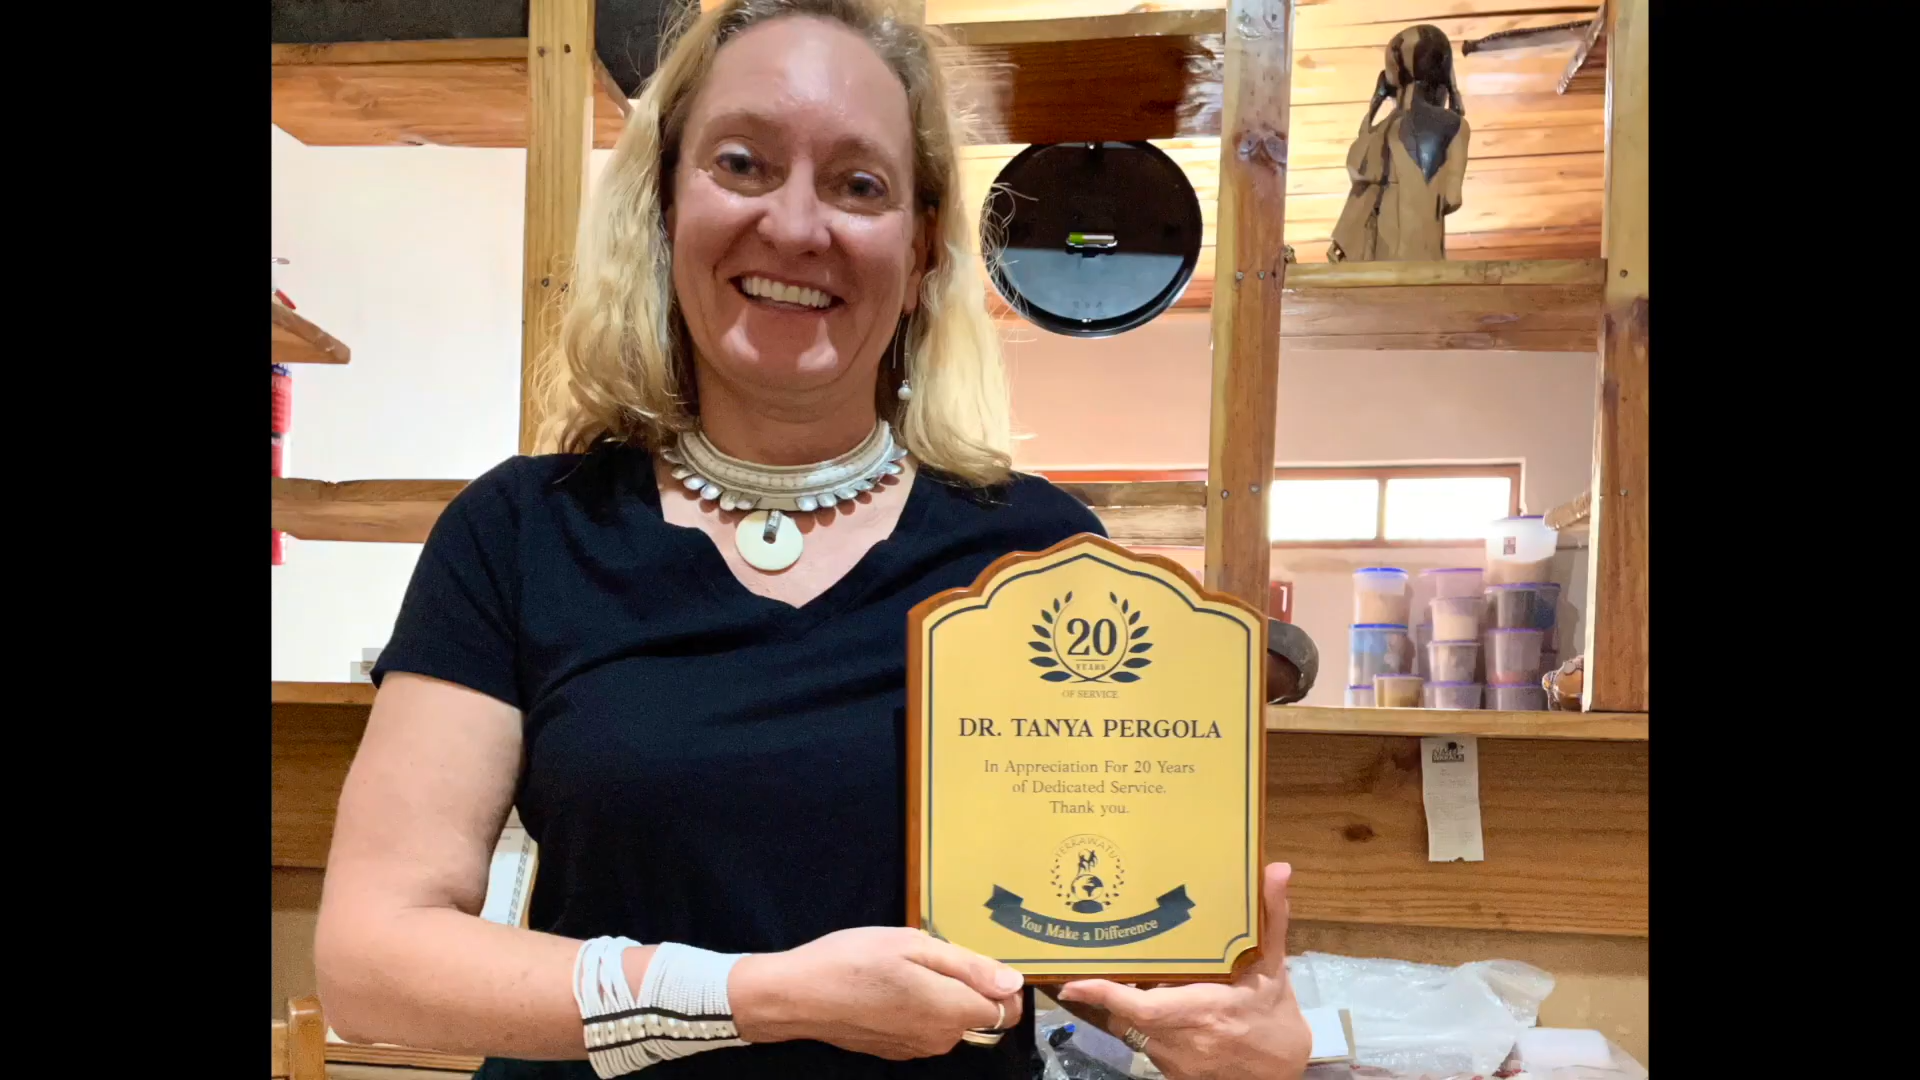 20
YEARS
OF SERVICE
DR. TANYA PERGOLA
In Appreciation For 20 Years
of Dedicated Service.
Thank you.
TERRAWATU
You Make a Difference